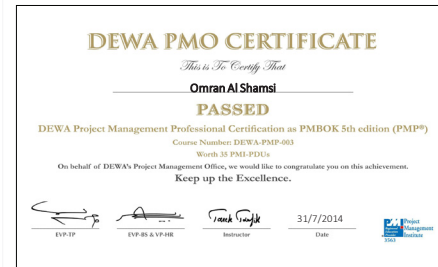 DEWA PMO CERTIFICATE
This is To Certify That
Omran Al Shamsi
PASSED
DEWA Project Management Professional Certification as PMBOK 5th edition (PMP®)
Course Number: DEWA-PMP-003
Worth 35 PMI-PDUs
On behalf of DEWA's Project Management Office, we would like to congratulate you on this achievement.
Keep up the Excellence.
31/7/2014
EVP-TP
EVP-BS & VP-HR
Instructor
Date
Project
Management
Institute
3363